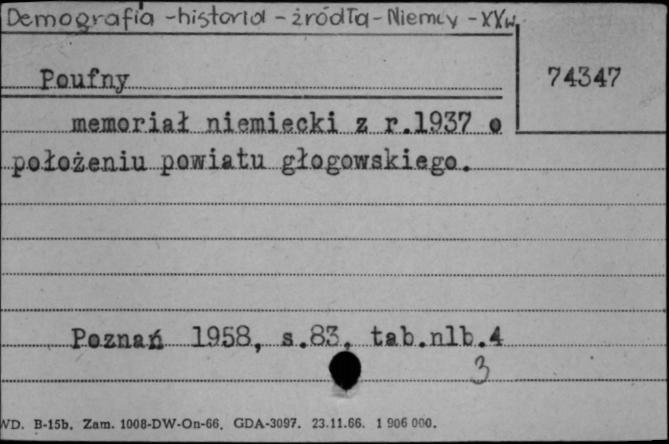 Demografia - historia - źródła - Niemcy - XXw.
Poufny
74347
memoriał niemiecki z r.1937 o
położeniu powiatu głogowskiego.
Poznań 1958, s.83, tab.nlb.4
3
WD. B-15b. Zam. 1008-DW-On-66. GDA-3097. 23.11.66. 1 906 000.